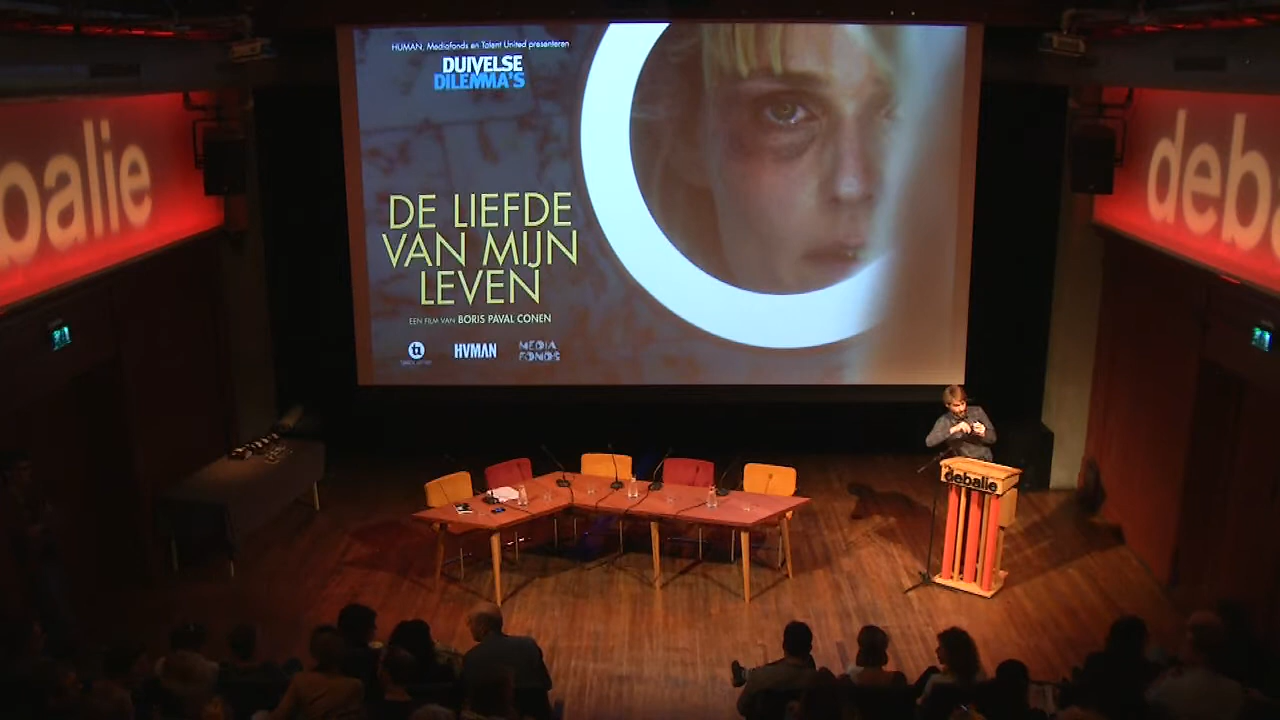 HUMAN, Mediafonds en Talent United presenteren
DUIVELSE
DILEMMA'S
DE LIEFDE
VAN MIJN
LEVEN
EEN FILM VAN BORIS PAVAL CONEN
HVMAN
MEDIA
FONDS
balie
deba
debalie